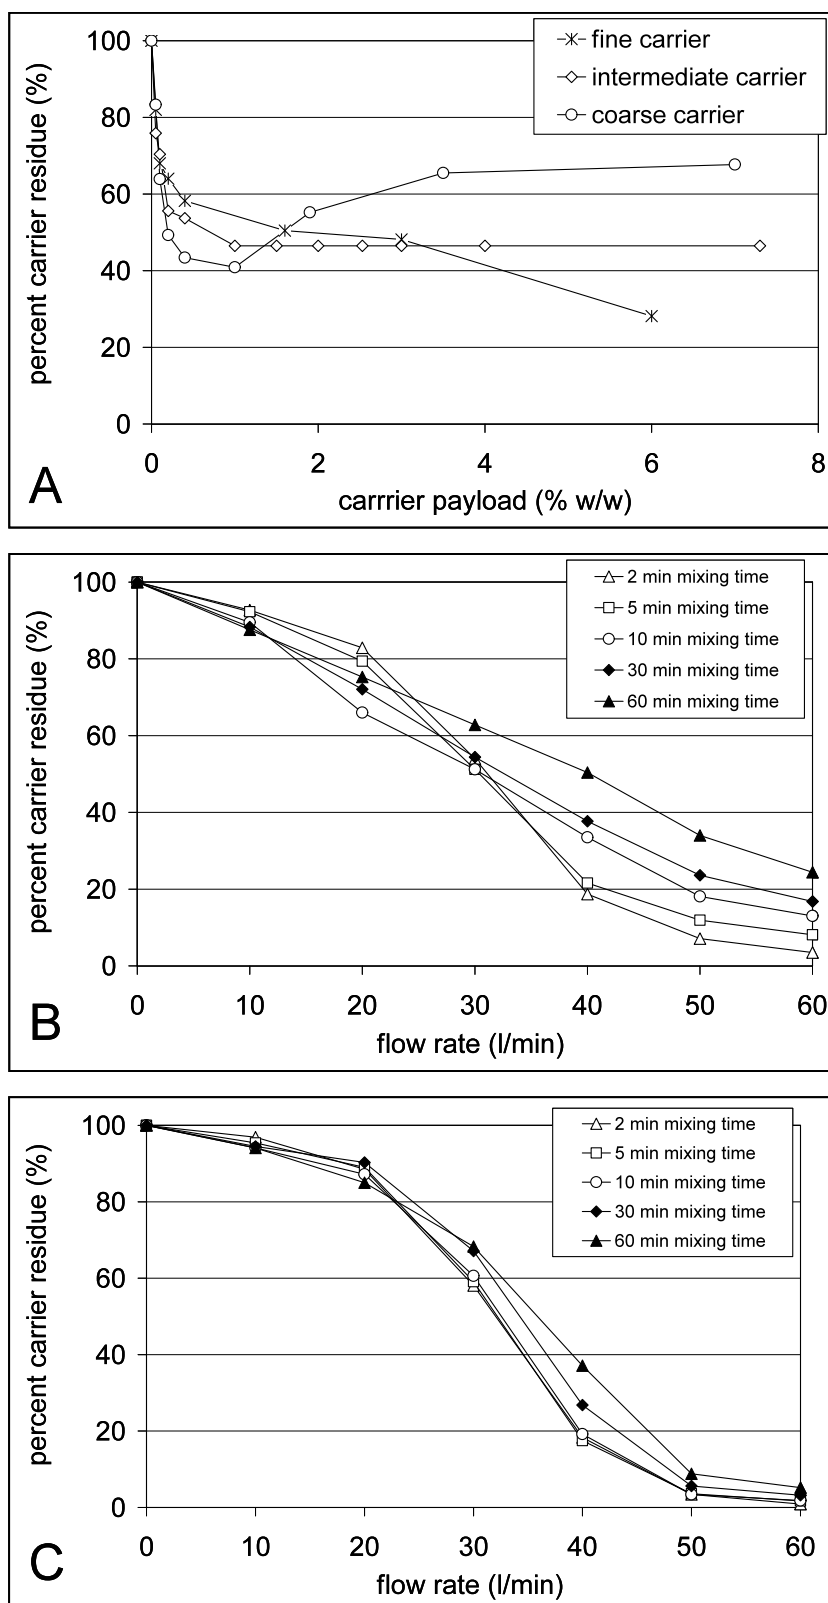 100
80
60
40
20
0
percent carrier residue (%)
fine carrier
intermediate carrier
coarse carrier
0 2 4 6 8
carrrier payload (% w/w)
A
100
80
60
40
20
0
percent carrier residue (%)
2 min mixing time
5 min mixing time
10 min mixing time
30 min mixing time
60 min mixing time
0 10 20 30 40 50 60
flow rate (l/min)
B
100
80
60
40
20
0
percent carrier residue (%)
2 min mixing time
5 min mixing time
10 min mixing time
30 min mixing time
60 min mixing time
0 10 20 30 40 50 60
flow rate (l/min)
C